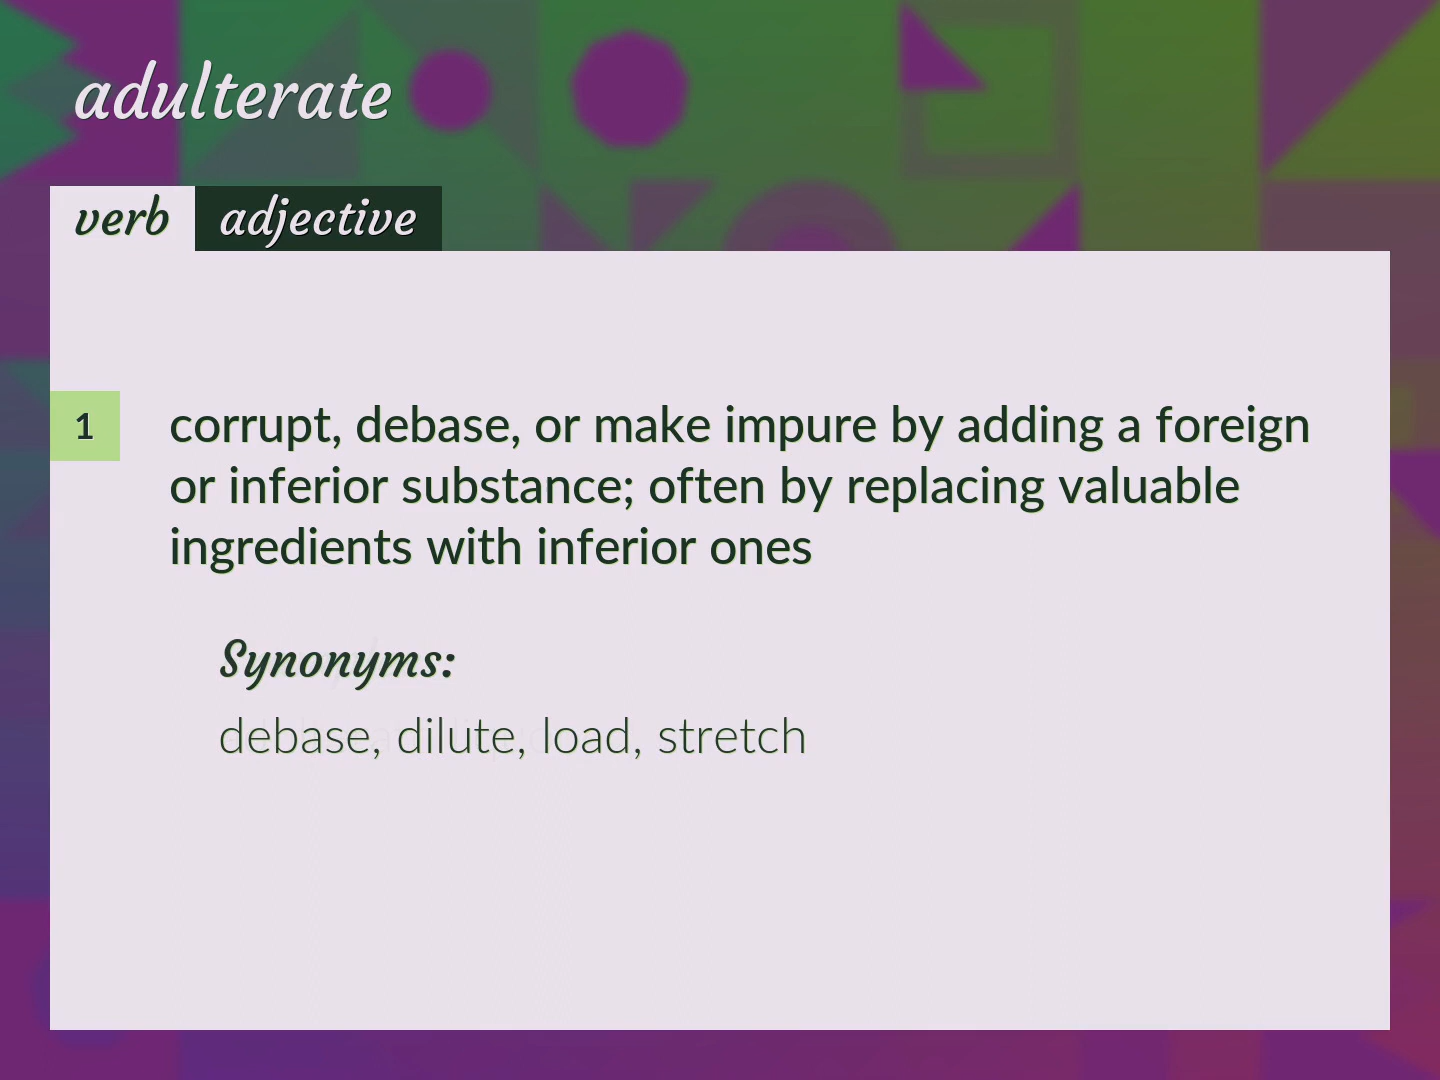 adulterate
verb adjective
1 corrupt, debase, or make impure by adding a foreign
or inferior substance; often by replacing valuable
ingredients with inferior ones
Synonyms:
debase, dilute, load, stretch